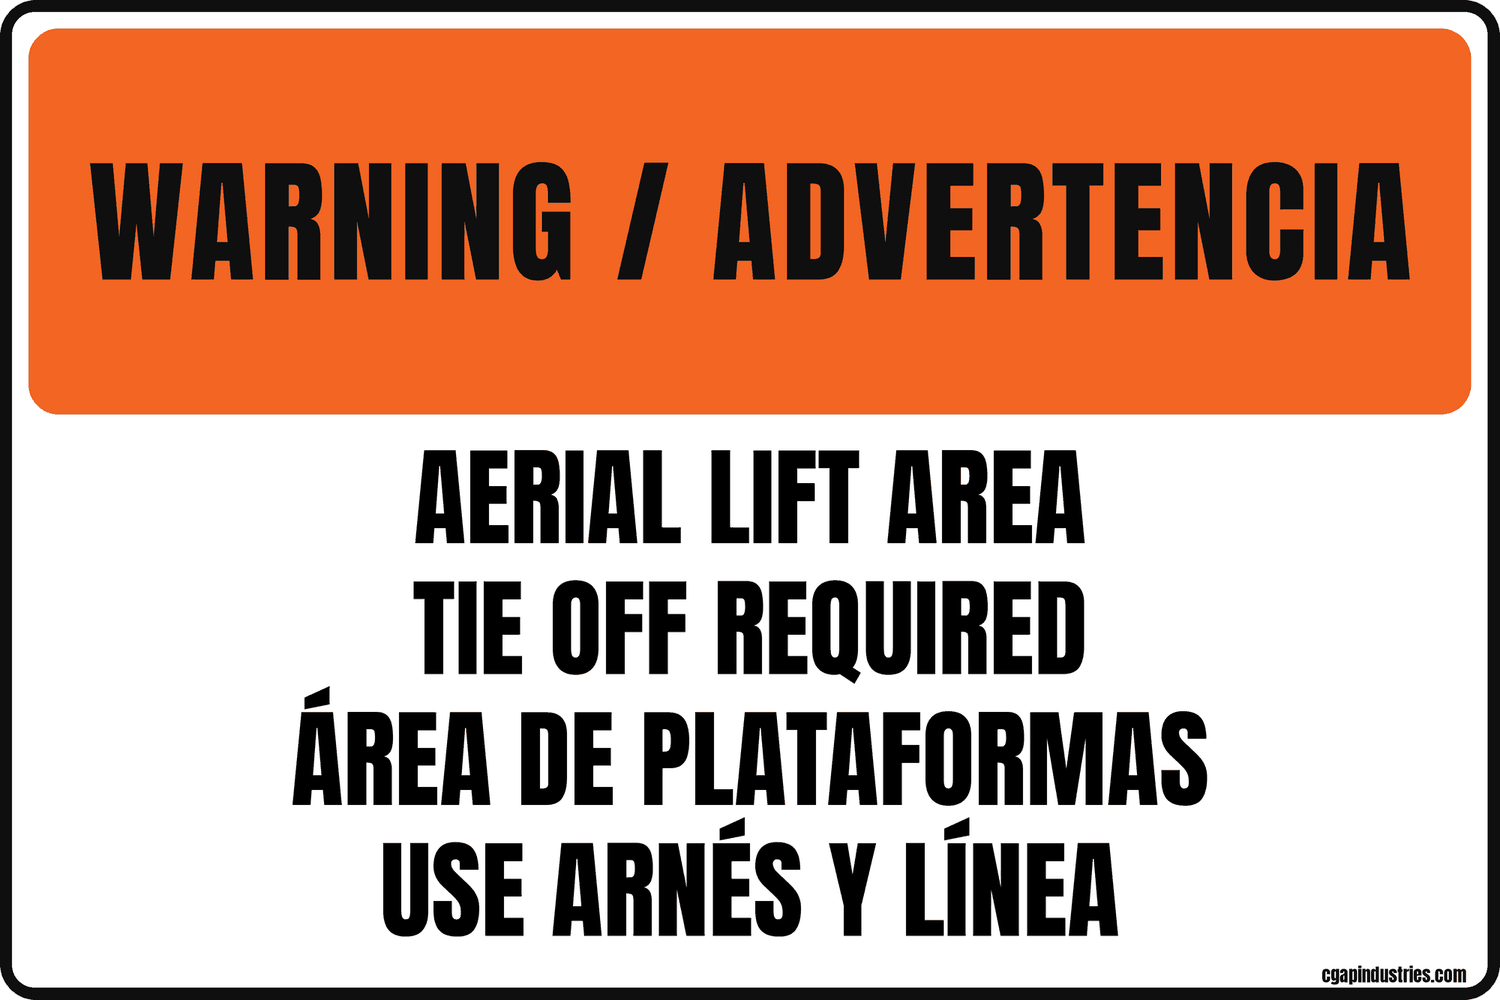 WARNING / ADVERTENCIA
AERIAL LIFT AREA
TIE OFF REQUIRED
ÁREA DE PLATAFORMAS
USE ARNÉS Y LÍNEA
cgapindustries.com